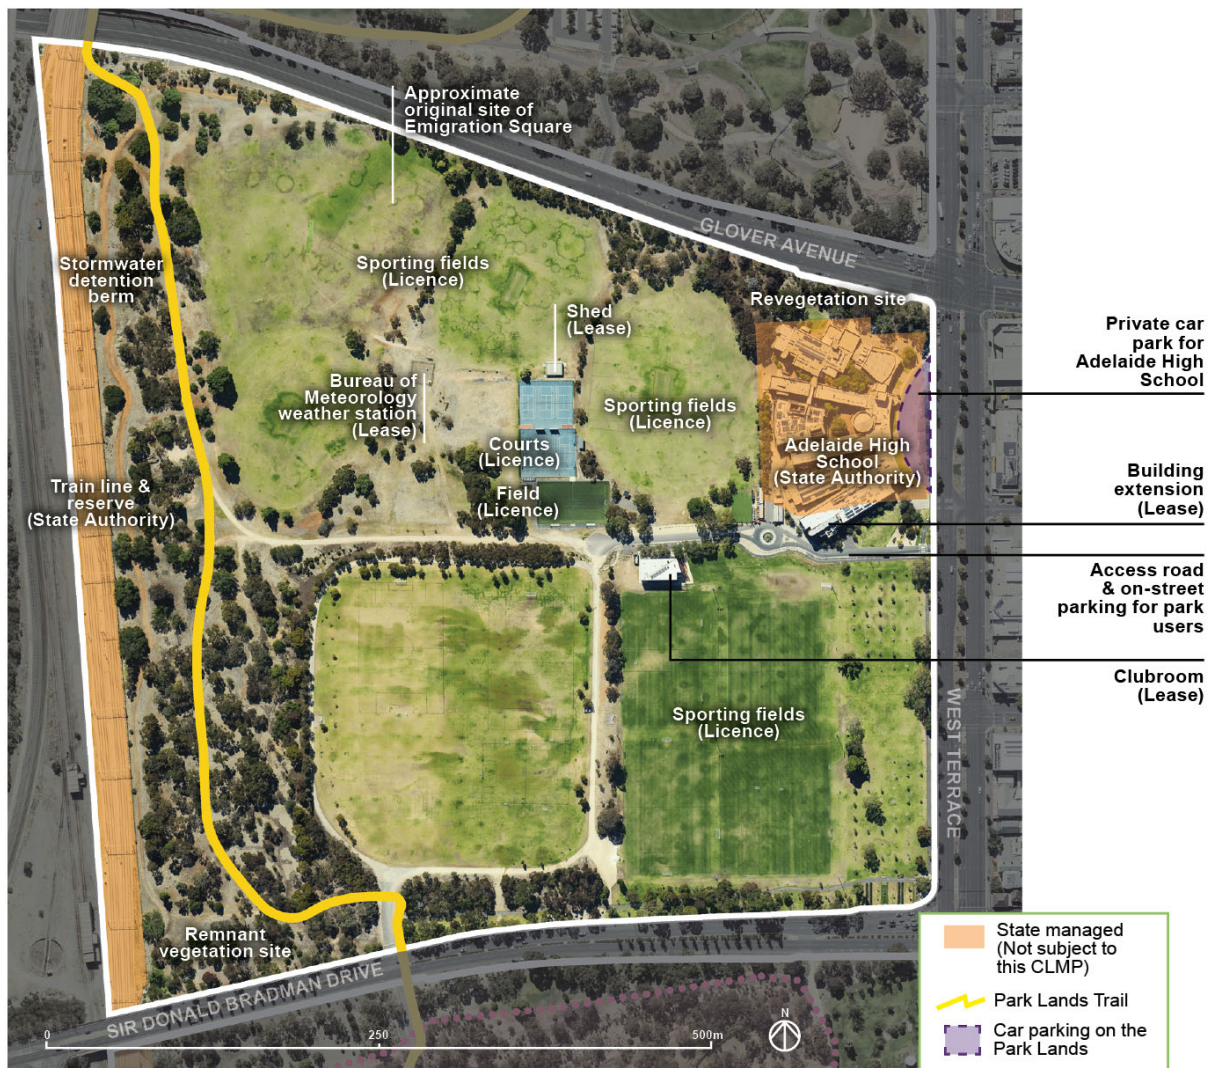 Approximate
original site of
Emigration Square
GLOVER AVENUE
Stormwater
detention
berm
Sporting fields
(Licence)
Revegetation site
Shed
(Lease)
Private car
park for
Adelaide High
School
Bureau of
Meteorology
weather station
(Lease)
Sporting fields
(Licence)
Courts
(Licence)
Adelaide High
School
(State Authority)
Building
extension
(Lease)
Train line &
reserve
(State Authority)
Field
(Licence)
Access road
& on-street
parking for park
users
Clubroom
(Lease)
Sporting fields
(Licence)
WEST TERRACE
Remnant
vegetation site
SIR DONALD BRADMAN DRIVE
0 250 500m
N
State managed
(Not subject to
this CLMP)
Park Lands Trail
Car parking on the
Park Lands